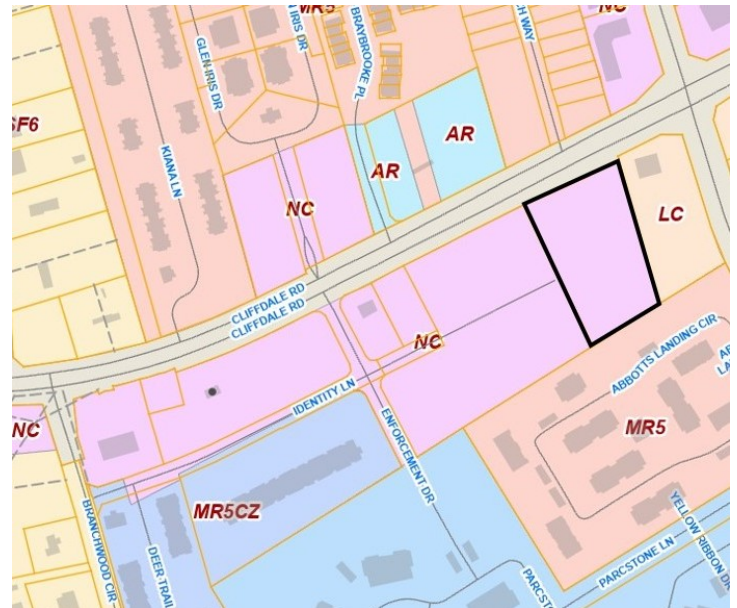 MR5
NC
GLEN IRIS DR
IRIS DR
BRAYBROOKE PL
CH WAY
SF6
KIANA LN
AR
AR
NC
LC
CLIFFDALE RD
CLIFFDALE RD
NC
ABBOTTS LANDING CIR
IDENTITY LN
ENFORCEMENT DR
MR5
NC
MR5CZ
BRANCHWOOD CIR
DEER TRAIL
PARCSTONE LN
YELLOW RIBBON DR